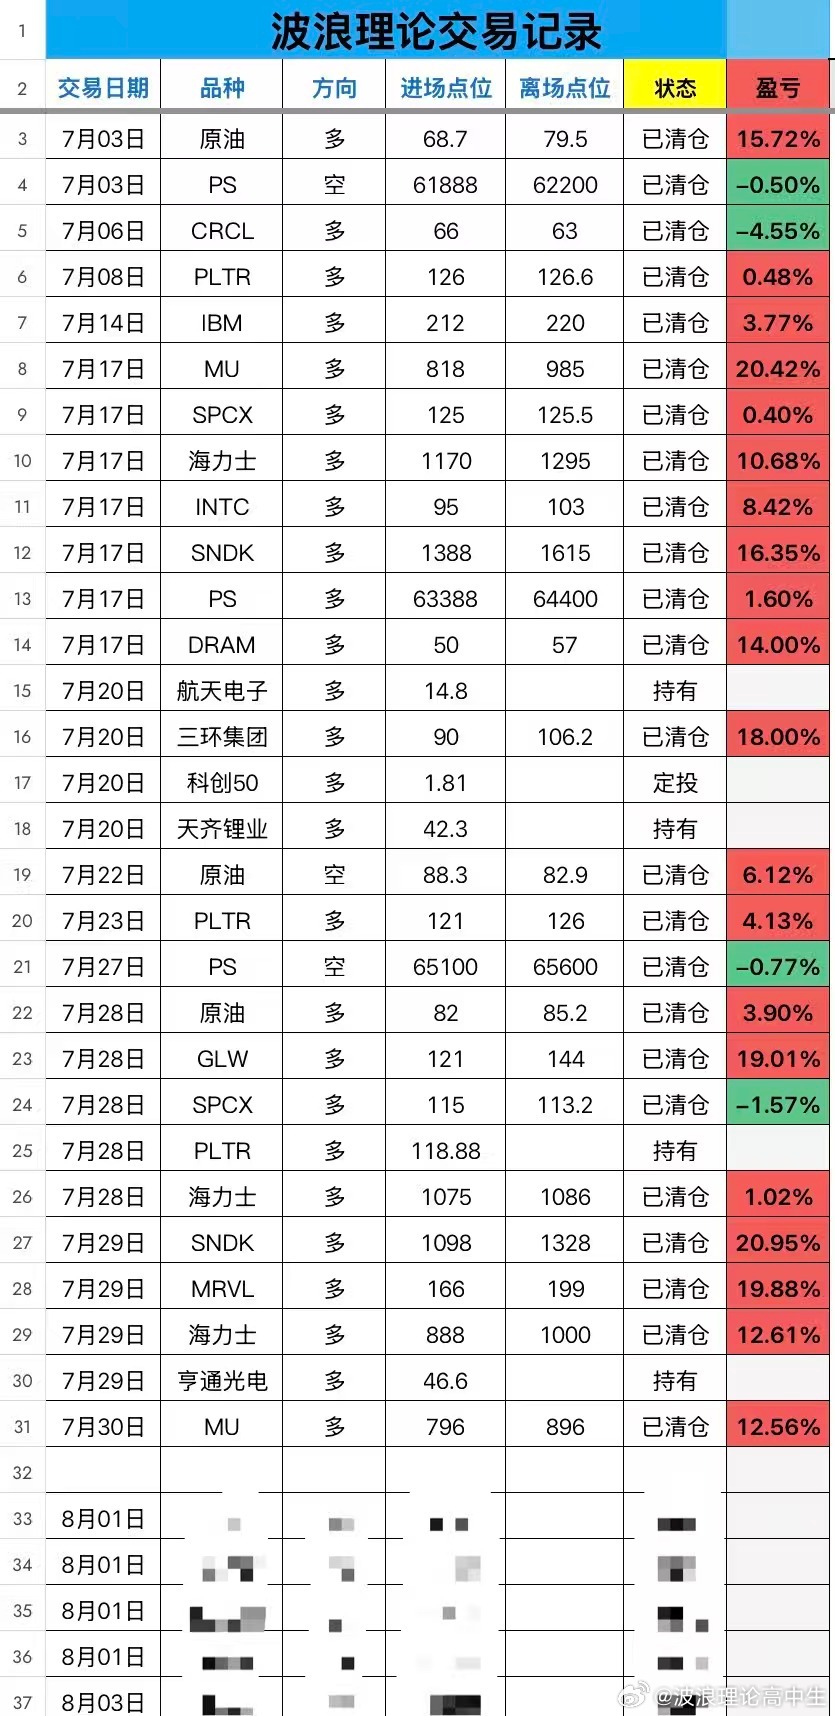 1 波浪理论交易记录
2 交易日期 品种 方向 进场点位 离场点位 状态 盈亏
3 7月03日 原油 多 68.7 79.5 已清仓 15.72%
4 7月03日 PS 空 61888 62200 已清仓 -0.50%
5 7月06日 CRCL 多 66 63 已清仓 -4.55%
6 7月08日 PLTR 多 126 126.6 已清仓 0.48%
7 7月14日 IBM 多 212 220 已清仓 3.77%
8 7月17日 MU 多 818 985 已清仓 20.42%
9 7月17日 SPCX 多 125 125.5 已清仓 0.40%
10 7月17日 海力士 多 1170 1295 已清仓 10.68%
11 7月17日 INTC 多 95 103 已清仓 8.42%
12 7月17日 SNDK 多 1388 1615 已清仓 16.35%
13 7月17日 PS 多 63388 64400 已清仓 1.60%
14 7月17日 DRAM 多 50 57 已清仓 14.00%
15 7月20日 航天电子 多 14.8 持有
16 7月20日 三环集团 多 90 106.2 已清仓 18.00%
17 7月20日 科创50 多 1.81 定投
18 7月20日 天齐锂业 多 42.3 持有
19 7月22日 原油 空 88.3 82.9 已清仓 6.12%
20 7月23日 PLTR 多 121 126 已清仓 4.13%
21 7月27日 PS 空 65100 65600 已清仓 -0.77%
22 7月28日 原油 多 82 85.2 已清仓 3.90%
23 7月28日 GLW 多 121 144 已清仓 19.01%
24 7月28日 SPCX 多 115 113.2 已清仓 -1.57%
25 7月28日 PLTR 多 118.88 持有
26 7月28日 海力士 多 1075 1086 已清仓 1.02%
27 7月29日 SNDK 多 1098 1328 已清仓 20.95%
28 7月29日 MRVL 多 166 199 已清仓 19.88%
29 7月29日 海力士 多 888 1000 已清仓 12.61%
30 7月29日 亨通光电 多 46.6 持有
31 7月30日 MU 多 796 896 已清仓 12.56%
32
33 8月01日
34 8月01日
35 8月01日
36 8月01日
37 8月03日
@波浪理论高中生